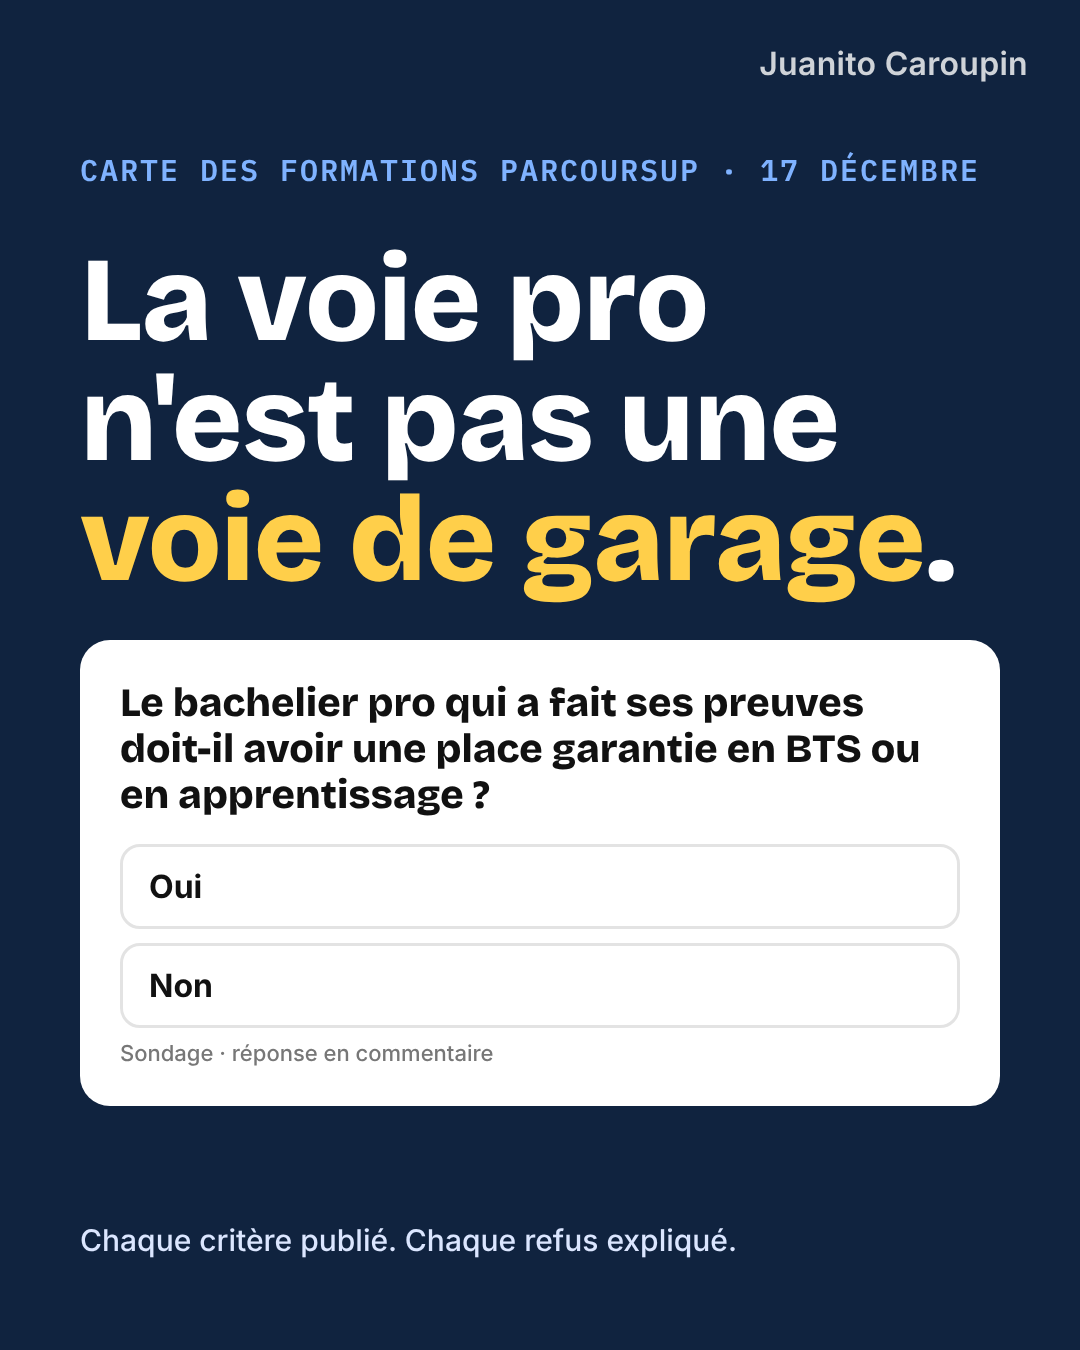 Juanito Caroupin
CARTE DES FORMATIONS PARCOURSUP · 17 DÉCEMBRE
La voie pro
n'est pas une
voie de garage.
Le bachelier pro qui a fait ses preuves
doit-il avoir une place garantie en BTS ou
en apprentissage ?
Oui
Non
Sondage · réponse en commentaire
Chaque critère publié. Chaque refus expliqué.